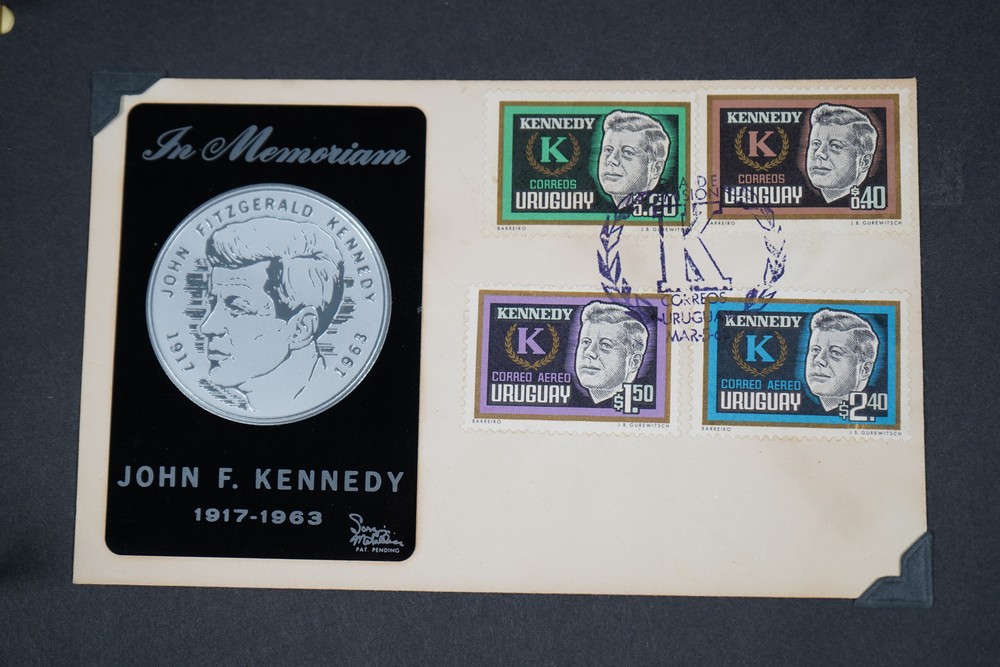 In Memoriam
JOHN FITZGERALD KENNEDY
1917 1963
JOHN F. KENNEDY
1917-1963
PAT. PENDING
KENNEDY
K
CORREOS
URUGUAY
BARREIRO J.B. GUREWITSCH
KENNEDY
K
CORREOS
URUGUAY
$0.40
BARREIRO J.B. GUREWITSCH
K
CORREOS
URUGUAY
KENNEDY
K
CORREO AEREO
URUGUAY
$1.50
BARREIRO J.B. GUREWITSCH
KENNEDY
K
CORREO AEREO
URUGUAY
$2.40
BARREIRO J.B. GUREWITSCH